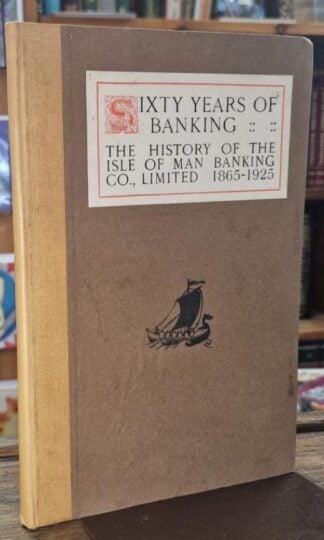 SIXTY YEARS OF
BANKING :: ::
THE HISTORY OF THE
ISLE OF MAN BANKING
CO., LIMITED 1865-1925